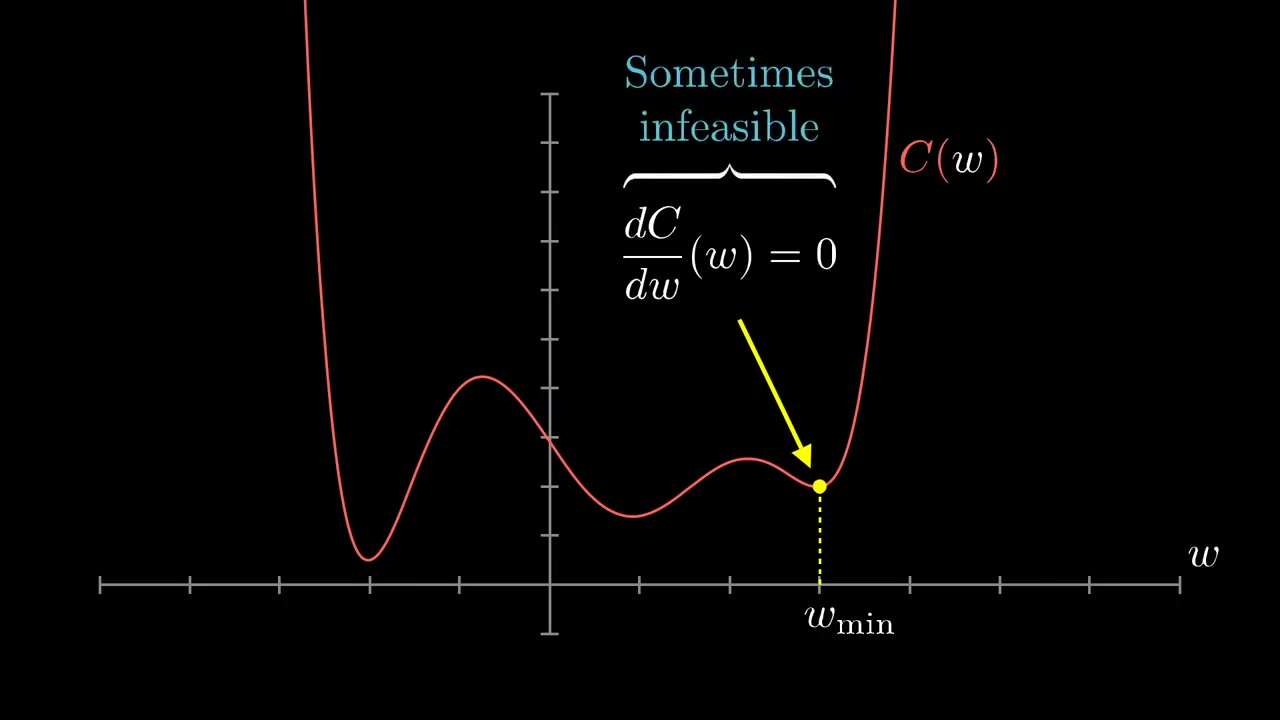 Sometimes
infeasible
C(w)
dC/dw (w) = 0
w
w_min